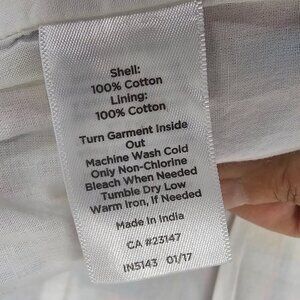 Shell:
100% Cotton
Lining:
100% Cotton
Turn Garment Inside
Out
Machine Wash Cold
Only Non-Chlorine
Bleach When Needed
Tumble Dry Low
Warm Iron, If Needed
Made In India
CA #23147
IN5143 01/17